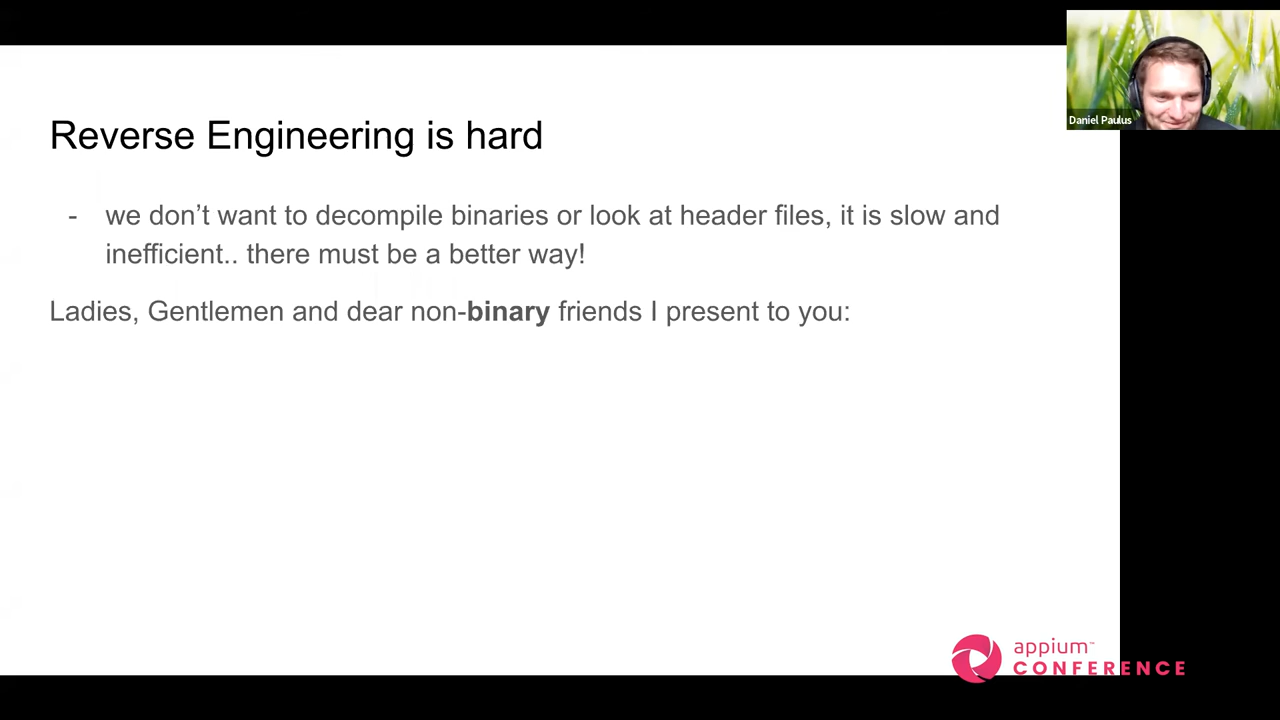 Daniel Paulus
Reverse Engineering is hard
- we don’t want to decompile binaries or look at header files, it is slow and
inefficient.. there must be a better way!
Ladies, Gentlemen and dear non-binary friends I present to you:
appium™
CONFERENCE